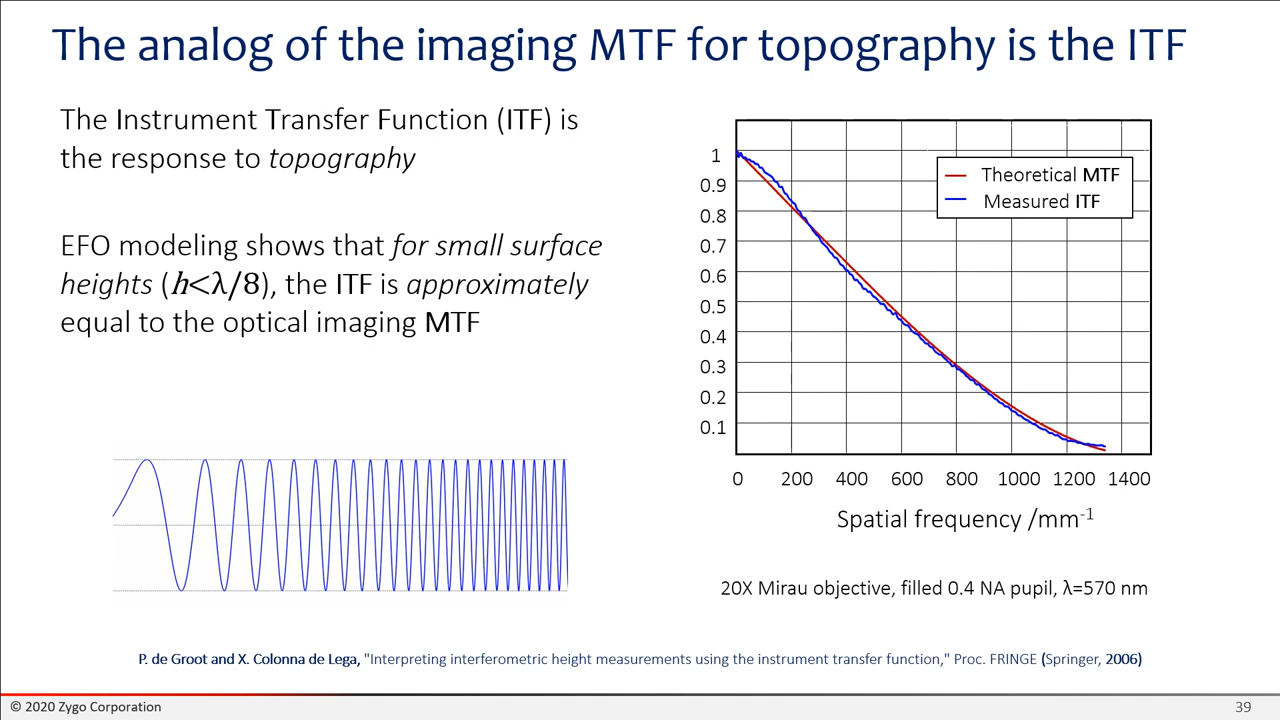 The analog of the imaging MTF for topography is the ITF
The Instrument Transfer Function (ITF) is
the response to topography
EFO modeling shows that for small surface
heights (h<λ/8), the ITF is approximately
equal to the optical imaging MTF
1
0.9
0.8
0.7
0.6
0.5
0.4
0.3
0.2
0.1
Theoretical MTF
Measured ITF
0 200 400 600 800 1000 1200 1400
Spatial frequency /mm⁻¹
20X Mirau objective, filled 0.4 NA pupil, λ=570 nm
P. de Groot and X. Colonna de Lega, "Interpreting interferometric height measurements using the instrument transfer function," Proc. FRINGE (Springer, 2006)
© 2020 Zygo Corporation
39